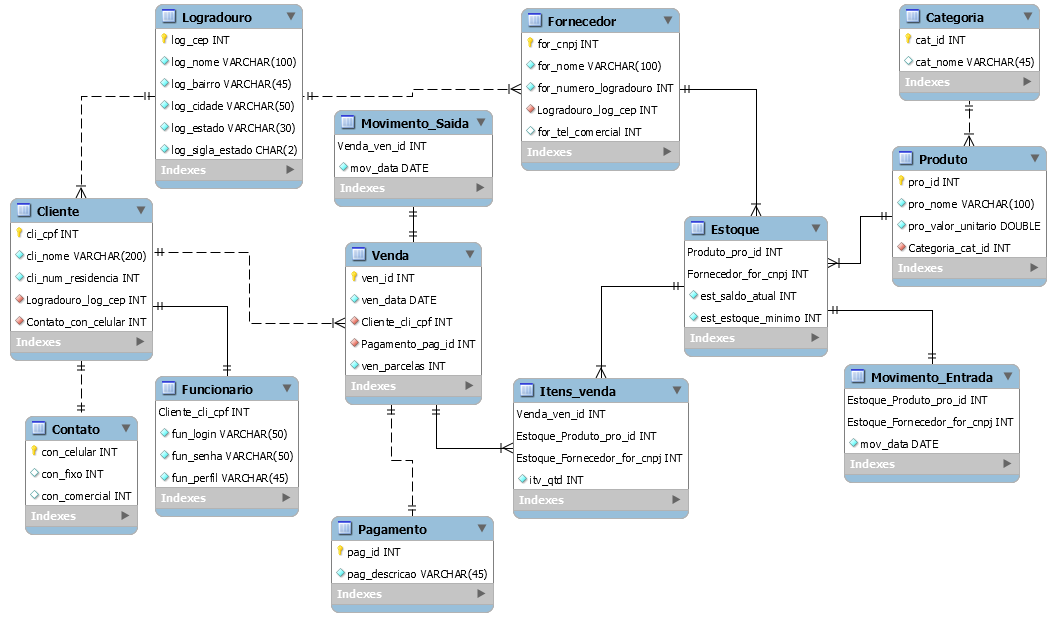 Logradouro
log_cep INT
log_nome VARCHAR(100)
log_bairro VARCHAR(45)
log_cidade VARCHAR(50)
log_estado VARCHAR(30)
log_sigla_estado CHAR(2)
Indexes
Fornecedor
for_cnpj INT
for_nome VARCHAR(100)
for_numero_logradouro INT
Logradouro_log_cep INT
for_tel_comercial INT
Indexes
Categoria
cat_id INT
cat_nome VARCHAR(45)
Indexes
Movimento_Saida
Venda_ven_id INT
mov_data DATE
Indexes
Produto
pro_id INT
pro_nome VARCHAR(100)
pro_valor_unitario DOUBLE
Categoria_cat_id INT
Indexes
Cliente
cli_cpf INT
cli_nome VARCHAR(200)
cli_num_residencia INT
Logradouro_log_cep INT
Contato_con_celular INT
Indexes
Venda
ven_id INT
ven_data DATE
Cliente_cli_cpf INT
Pagamento_pag_id INT
ven_parcelas INT
Indexes
Estoque
Produto_pro_id INT
Fornecedor_for_cnpj INT
est_saldo_atual INT
est_estoque_minimo INT
Indexes
Funcionario
Cliente_cli_cpf INT
fun_login VARCHAR(50)
fun_senha VARCHAR(50)
fun_perfil VARCHAR(45)
Indexes
Itens_venda
Venda_ven_id INT
Estoque_Produto_pro_id INT
Estoque_Fornecedor_for_cnpj INT
itv_qtd INT
Indexes
Movimento_Entrada
Estoque_Produto_pro_id INT
Estoque_Fornecedor_for_cnpj INT
mov_data DATE
Indexes
Contato
con_celular INT
con_fixo INT
con_comercial INT
Indexes
Pagamento
pag_id INT
pag_descricao VARCHAR(45)
Indexes